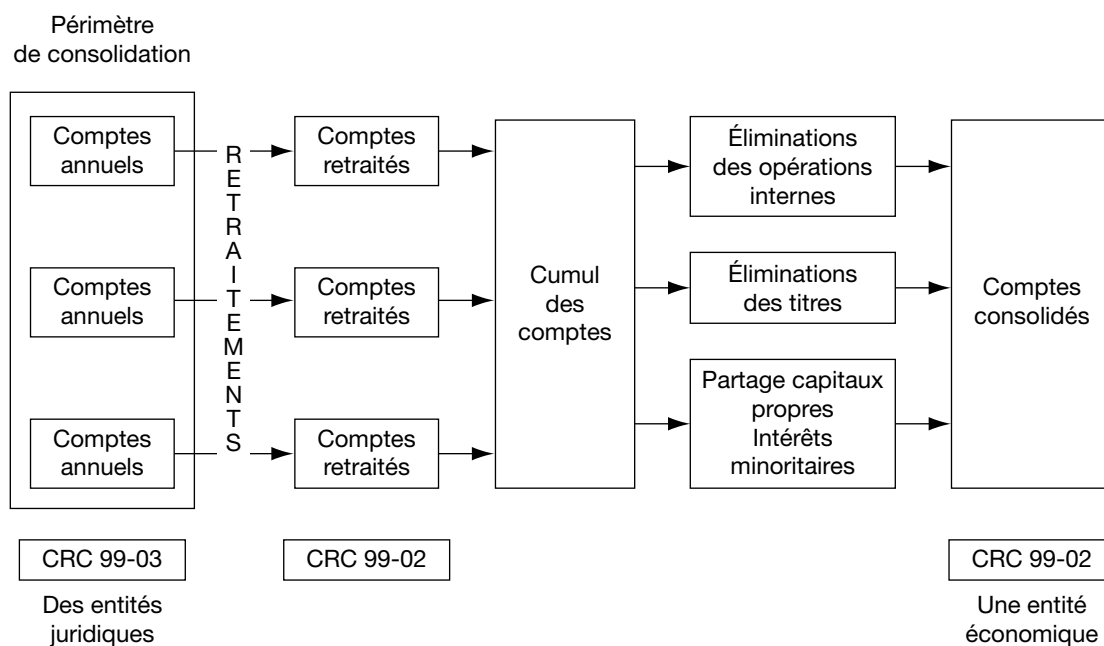 Périmètre
de consolidation
Comptes
annuels
Comptes
annuels
Comptes
annuels
RETRAITEMENTS
Comptes
retraités
Comptes
retraités
Comptes
retraités
Cumul
des
comptes
Éliminations
des opérations
internes
Éliminations
des titres
Partage capitaux
propres
Intérêts
minoritaires
Comptes
consolidés
CRC 99-03
Des entités
juridiques
CRC 99-02
CRC 99-02
Une entité
économique